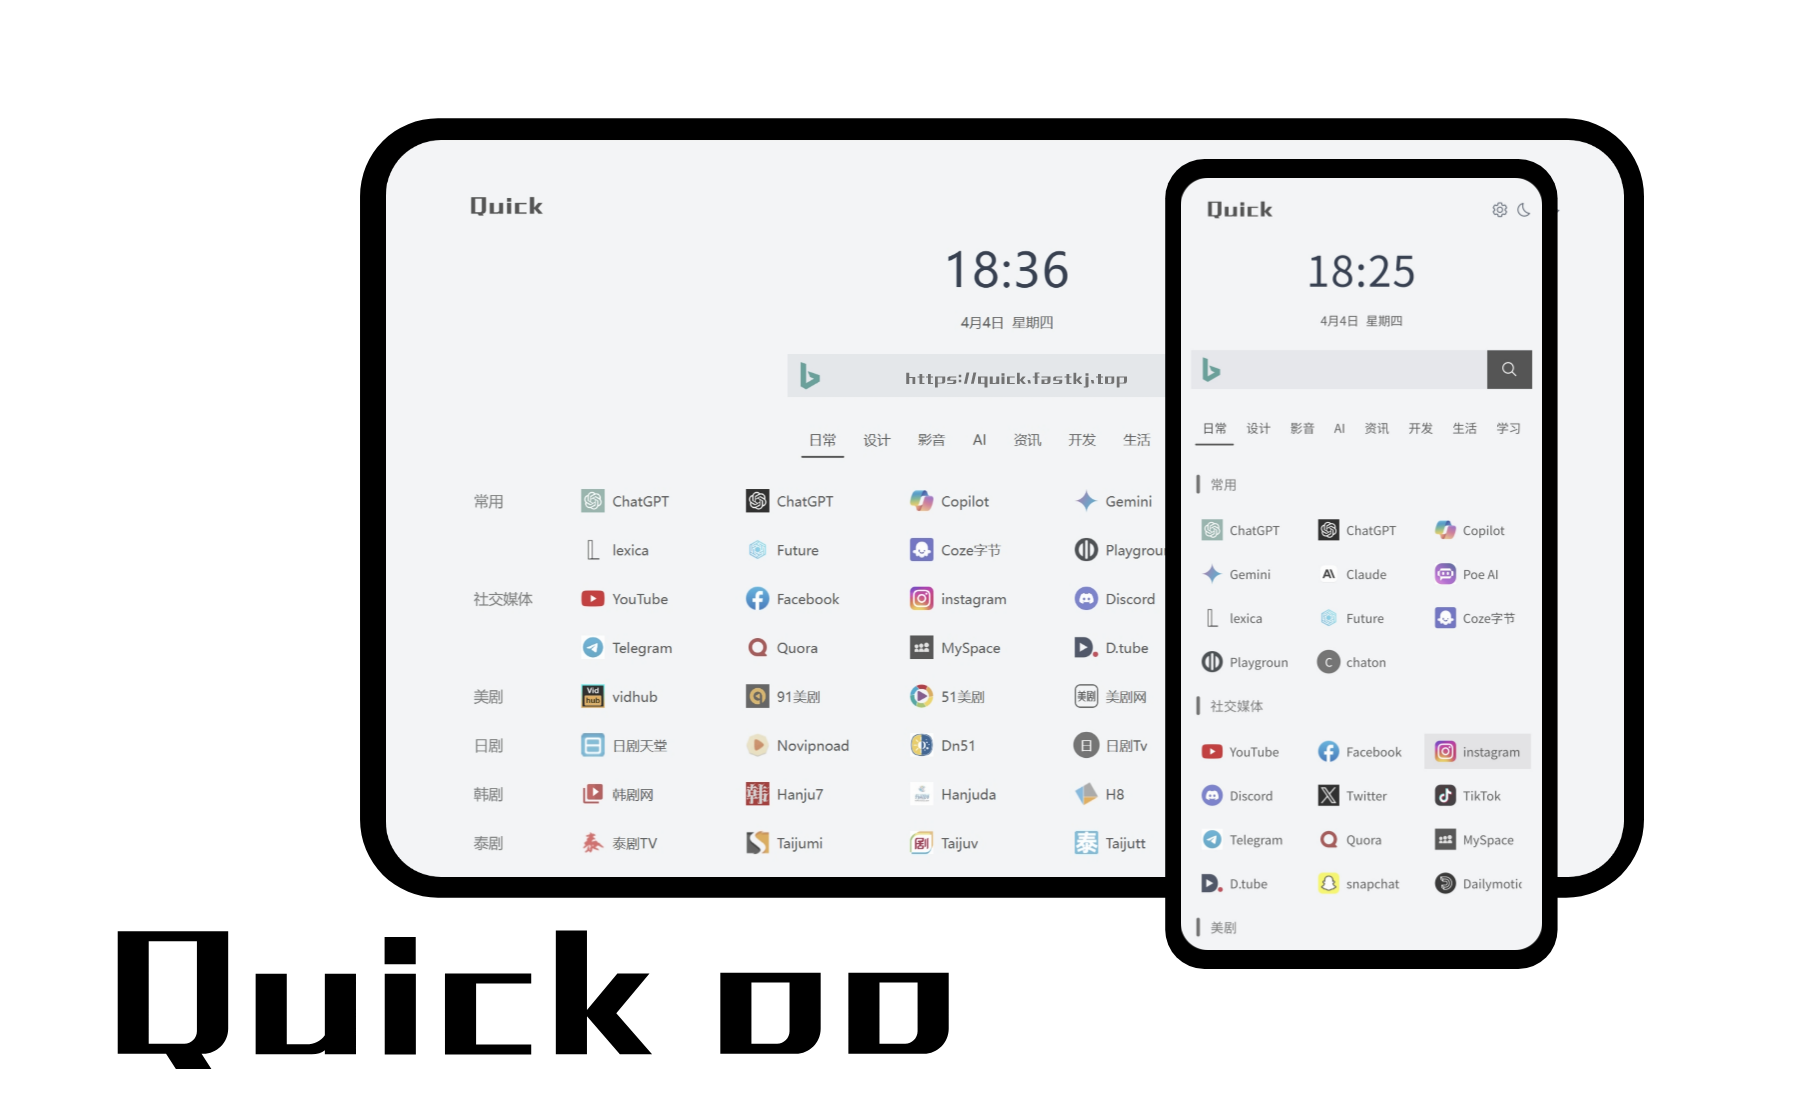 Quick
18:36
4月4日 星期四
https://quick.fastkj.top
日常 设计 影音 AI 资讯 开发 生活
常用 ChatGPT ChatGPT Copilot Gemini
lexica Future Coze字节 Playgrou
社交媒体 YouTube Facebook instagram Discord
Telegram Quora MySpace D.tube
美剧 Vid hub vidhub 91美剧 51美剧 美剧 美剧网
日剧 日剧天堂 Novipnoad Dn51 日 日剧Tv
韩剧 韩剧网 韩 Hanju7 Hanjuda H8
泰剧 泰剧TV Taijumi 剧 Taijuv 泰 Taijutt
Quick
18:25
4月4日 星期四
日常 设计 影音 AI 资讯 开发 生活 学习
常用
ChatGPT ChatGPT Copilot
Gemini A\ Claude Poe AI
lexica Future Coze字节
Playgroun C chaton
社交媒体
YouTube Facebook instagram
Discord Twitter TikTok
Telegram Quora MySpace
D.tube snapchat Dailymotic
美剧
Quick oo